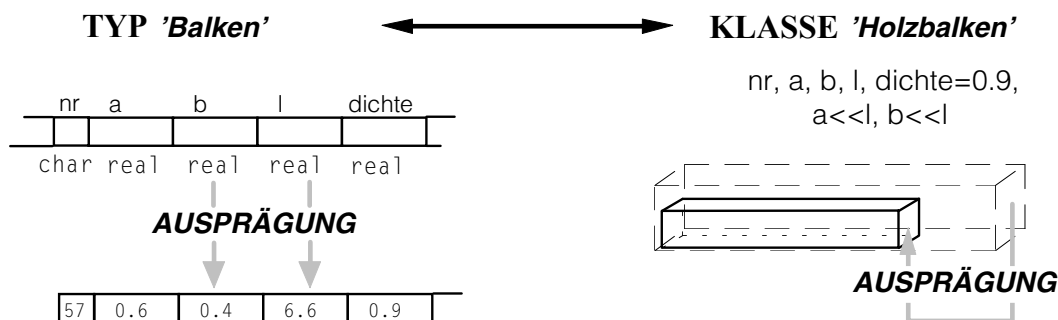 TYP 'Balken'
KLASSE 'Holzbalken'
nr a b l dichte
char real real real real
AUSPRÄGUNG
57 0.6 0.4 6.6 0.9
nr, a, b, l, dichte=0.9,
a<<l, b<<l
AUSPRÄGUNG